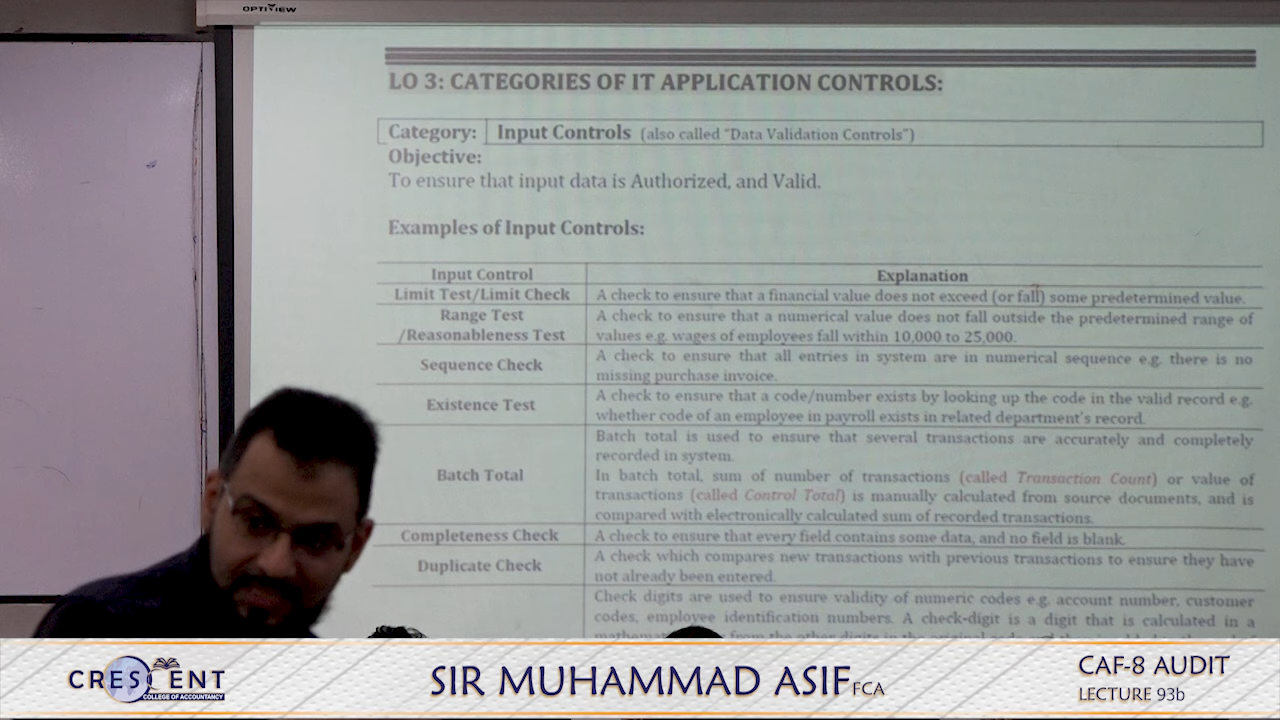 OPTIVIEW
LO 3: CATEGORIES OF IT APPLICATION CONTROLS:
Category: Input Controls (also called "Data Validation Controls")
Objective:
To ensure that input data is Authorized, and Valid.
Examples of Input Controls:
Input Control Explanation
Limit Test/Limit Check A check to ensure that a financial value does not exceed (or fall) some predetermined value.
Range Test A check to ensure that a numerical value does not fall outside the predetermined range of
/Reasonableness Test values e.g. wages of employees fall within 10,000 to 25,000.
Sequence Check A check to ensure that all entries in system are in numerical sequence e.g. there is no
missing purchase invoice.
Existence Test A check to ensure that a code/number exists by looking up the code in the valid record e.g.
whether code of an employee in payroll exists in related department's record.
Batch total is used to ensure that several transactions are accurately and completely
recorded in system.
Batch Total In batch total, sum of number of transactions (called Transaction Count) or value of
transactions (called Control Total) is manually calculated from source documents, and is
compared with electronically calculated sum of recorded transactions.
Completeness Check A check to ensure that every field contains some data, and no field is blank.
Duplicate Check A check which compares new transactions with previous transactions to ensure they have
not already been entered.
Check digits are used to ensure validity of numeric codes e.g. account number, customer
codes, employee identification numbers. A check-digit is a digit that is calculated in a
from the other digits in the original
CRESCENT
COLLEGE OF ACCOUNTANCY
SIR MUHAMMAD ASIF FCA
CAF-8 AUDIT
LECTURE 93b